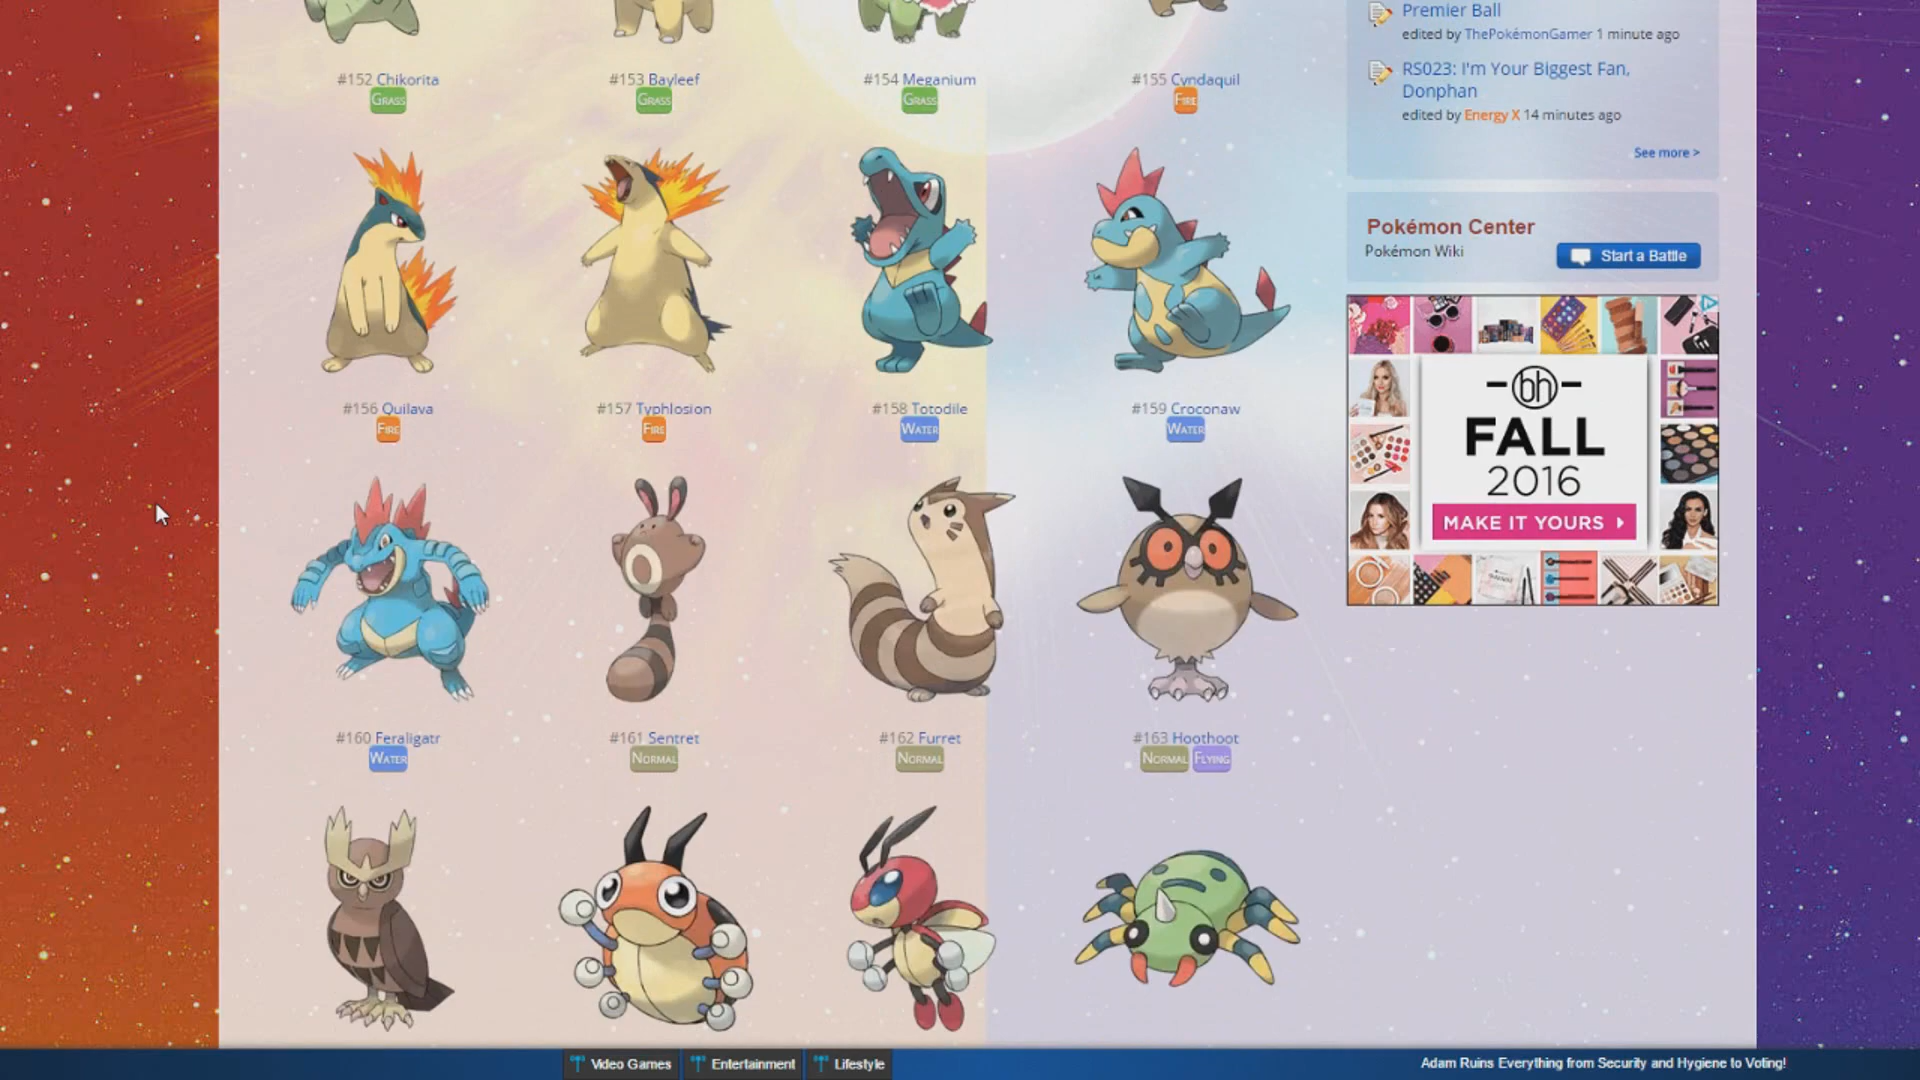 Premier Ball
edited by ThePokémonGamer 1 minute ago
RS023: I'm Your Biggest Fan,
Donphan
edited by Energy X 14 minutes ago
See more >
#152 Chikorita
GRASS
#153 Bayleef
GRASS
#154 Meganium
GRASS
#155 Cyndaquil
FIRE
Pokémon Center
Pokémon Wiki
Start a Battle
#156 Quilava
FIRE
#157 Typhlosion
FIRE
#158 Totodile
WATER
#159 Croconaw
WATER
bh
FALL
2016
MAKE IT YOURS
#160 Feraligatr
WATER
#161 Sentret
NORMAL
#162 Furret
NORMAL
#163 Hoothoot
NORMAL FLYING
Video Games
Entertainment
Lifestyle
Adam Ruins Everything from Security and Hygiene to Voting!